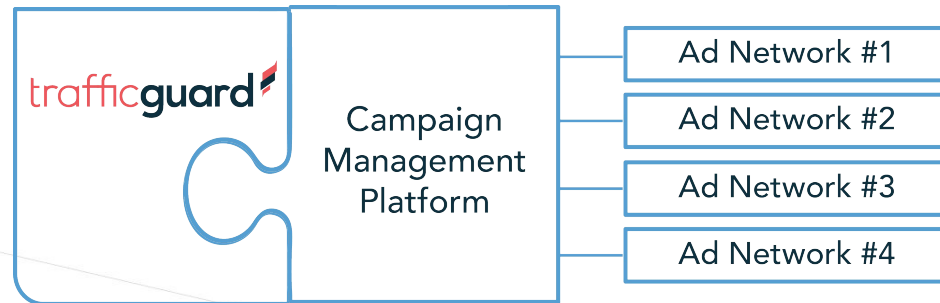 trafficguard
Campaign
Management
Platform
Ad Network #1
Ad Network #2
Ad Network #3
Ad Network #4